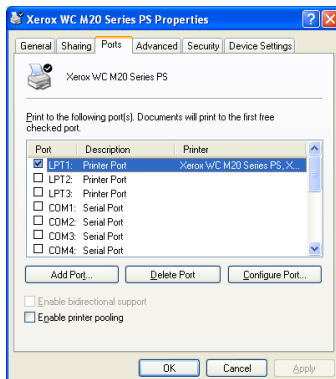 Xerox WC M20 Series PS Properties
General Sharing Ports Advanced Security Device Settings
Xerox WC M20 Series PS
Print to the following port(s). Documents will print to the first free
checked port.
Port Description Printer
LPT1: Printer Port Xerox WC M20 Series PS, X...
LPT2: Printer Port
LPT3: Printer Port
COM1: Serial Port
COM2: Serial Port
COM3: Serial Port
COM4: Serial Port
Add Port... Delete Port Configure Port...
Enable bidirectional support
Enable printer pooling
OK Cancel Apply